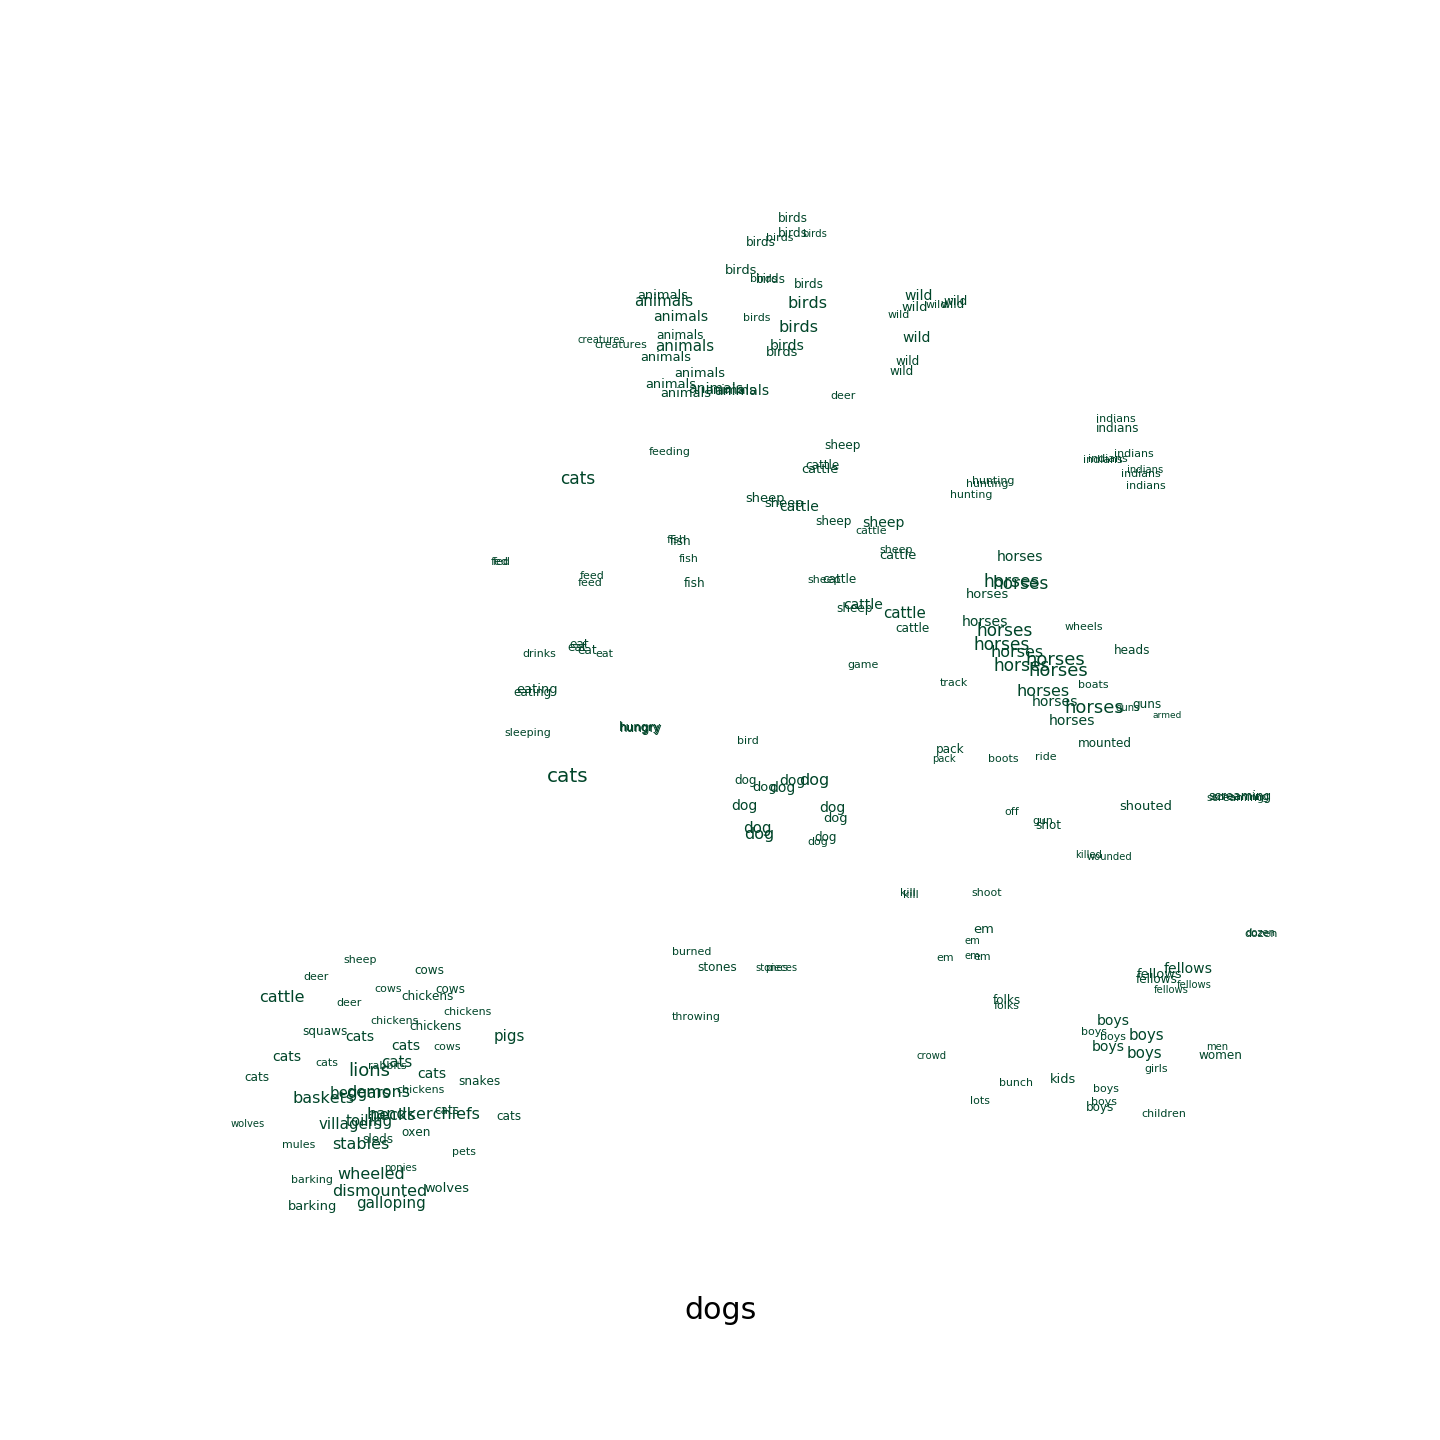 birds
birds
birds
birds
birds
birds
birds
birds
birds
animals
animals
birds
wild
wild
wild
wild
wild
animals
birds
wild
birds
animals
wild
creatures
creatures
animals
birds
birds
animals
wild
animals
wild
animals
animals
animals
animals
animals
deer
indians
indians
sheep
feeding
indians
indians
indians
cattle
cattle
indians
indians
cats
hunting
hunting
indians
hunting
sheep
sheep
cattle
sheep
sheep
cattle
fish
fish
sheep
cattle
horses
fish
fed
feed
feed
fish
sheep
cattle
horses
horses
horses
cattle
sheep
cattle
cattle
horses
horses
wheels
eat
eat
eat
eat
drinks
horses
horses
heads
horses
horses
horses
game
track
boats
eating
eating
horses
horses
horses
guns
guns
armed
horses
hungry
sleeping
bird
pack
pack
mounted
boots
ride
cats
dog
dog
dog
dog
dog
dog
dog
dog
dog
dog
dog
dog
screaming
screaming
shouted
off
gun
shot
killed
wounded
kill
kill
shoot
em
em
em
em
em
dozen
dozen
burned
stones
stones
pieces
fellows
fellows
fellows
fellows
fellows
sheep
cows
deer
cows
cows
cattle
deer
chickens
folks
folks
chickens
throwing
chickens
chickens
squaws
cats
pigs
boys
boys
boys
boys
cats
cows
boys
boys
men
women
crowd
cats
cats
cats
rabbits
lions
cats
girls
cats
snakes
bunch
kids
beggars
demons
chickens
boys
baskets
lots
boys
boys
handkerchiefs
necks
cats
cats
children
wolves
villagers
toiling
oxen
sleds
mules
stables
pets
ponies
wheeled
barking
dismounted
wolves
barking
galloping
dogs